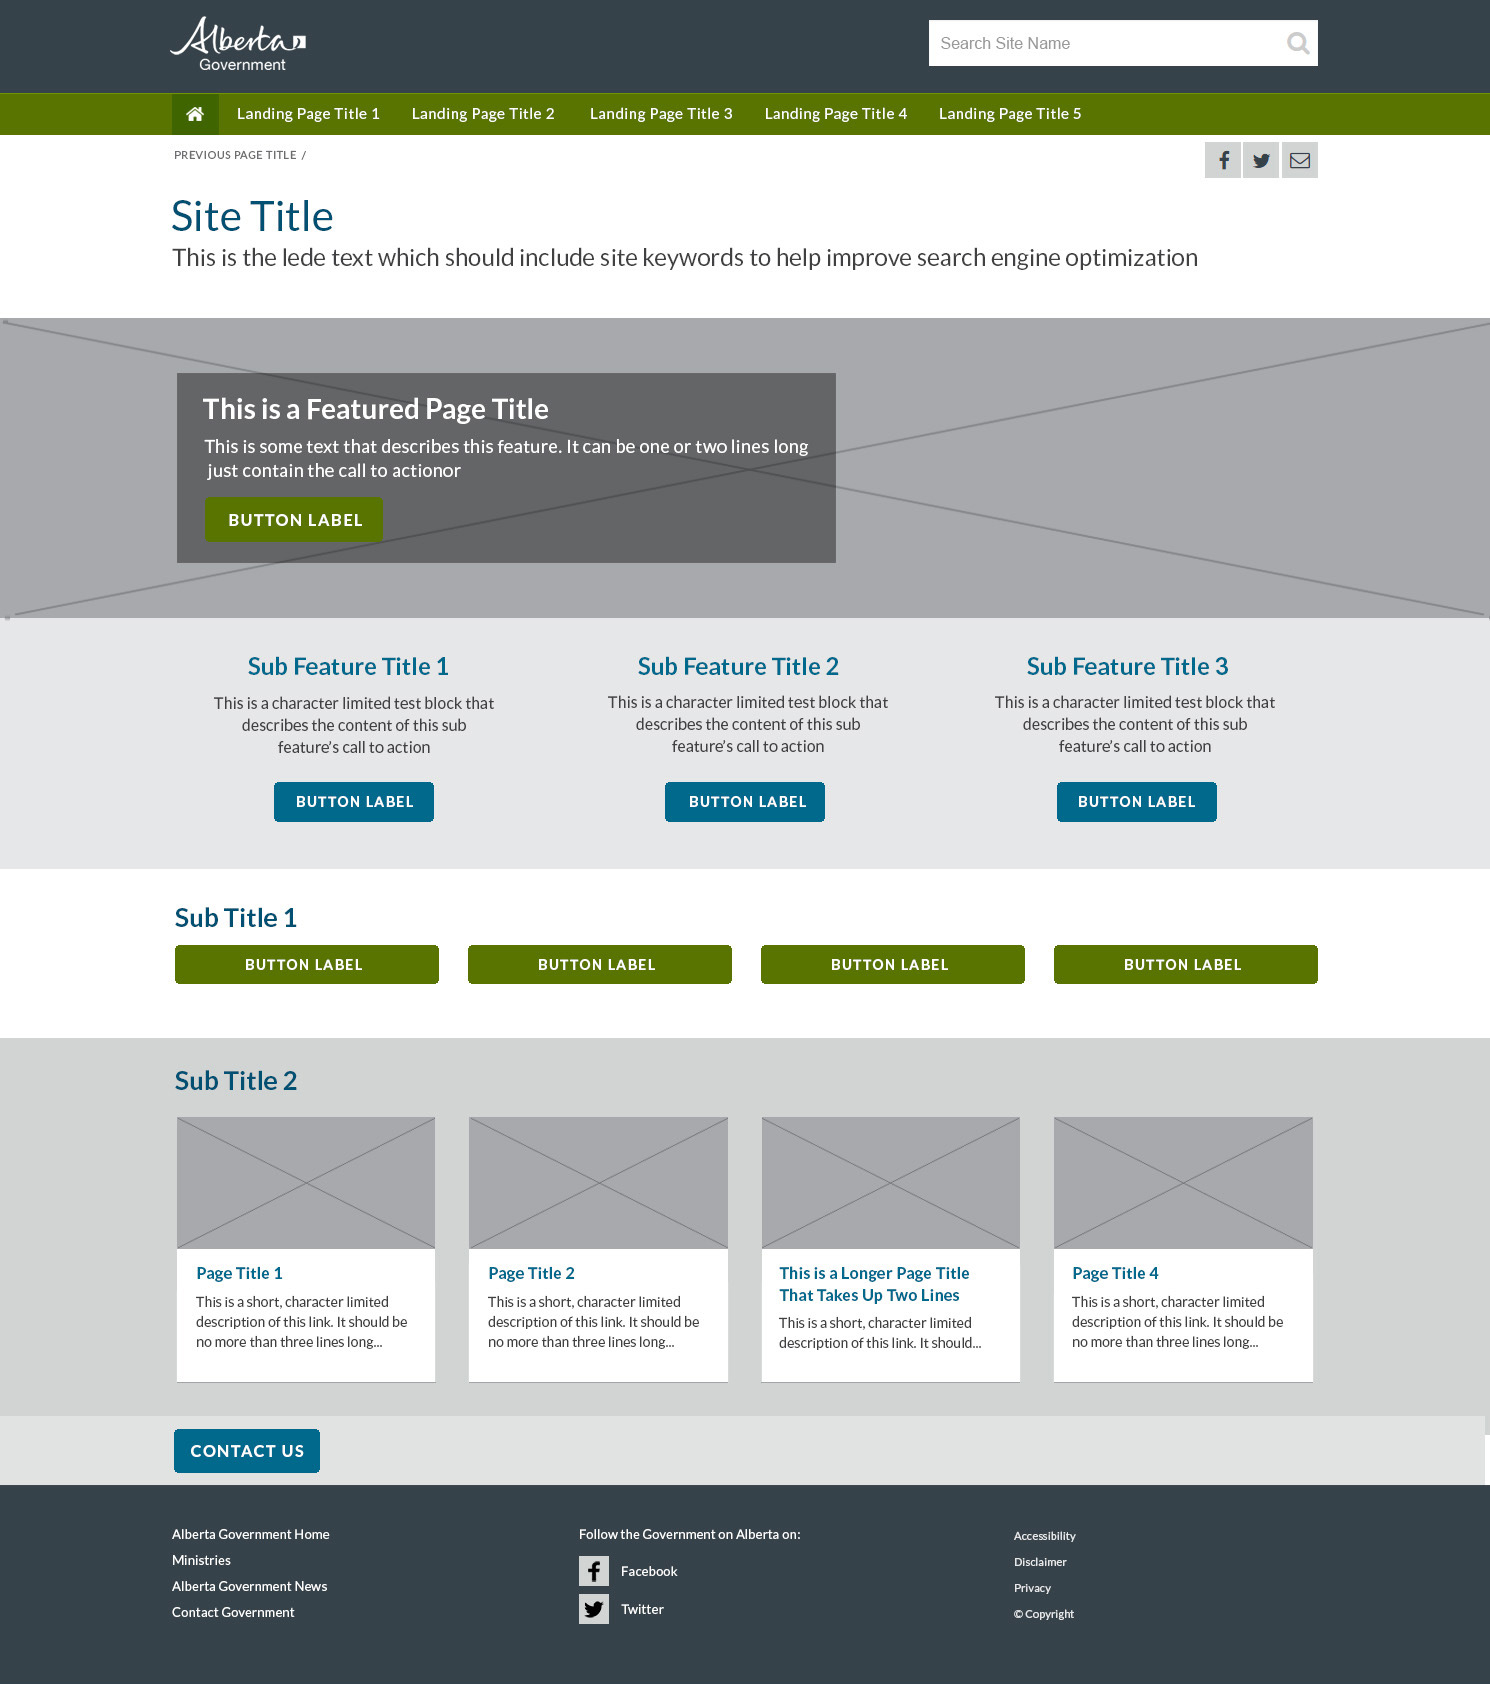 Alberta
Government
Search Site Name
Landing Page Title 1 Landing Page Title 2 Landing Page Title 3 Landing Page Title 4 Landing Page Title 5
PREVIOUS PAGE TITLE /
Site Title
This is the lede text which should include site keywords to help improve search engine optimization
This is a Featured Page Title
This is some text that describes this feature. It can be one or two lines long
just contain the call to actionor
BUTTON LABEL
Sub Feature Title 1
This is a character limited test block that
describes the content of this sub
feature's call to action
BUTTON LABEL
Sub Feature Title 2
This is a character limited test block that
describes the content of this sub
feature's call to action
BUTTON LABEL
Sub Feature Title 3
This is a character limited test block that
describes the content of this sub
feature's call to action
BUTTON LABEL
Sub Title 1
BUTTON LABEL BUTTON LABEL BUTTON LABEL BUTTON LABEL
Sub Title 2
Page Title 1
This is a short, character limited
description of this link. It should be
no more than three lines long...
Page Title 2
This is a short, character limited
description of this link. It should be
no more than three lines long...
This is a Longer Page Title
That Takes Up Two Lines
This is a short, character limited
description of this link. It should...
Page Title 4
This is a short, character limited
description of this link. It should be
no more than three lines long...
CONTACT US
Alberta Government Home
Ministries
Alberta Government News
Contact Government
Follow the Government on Alberta on:
Facebook
Twitter
Accessibility
Disclaimer
Privacy
© Copyright